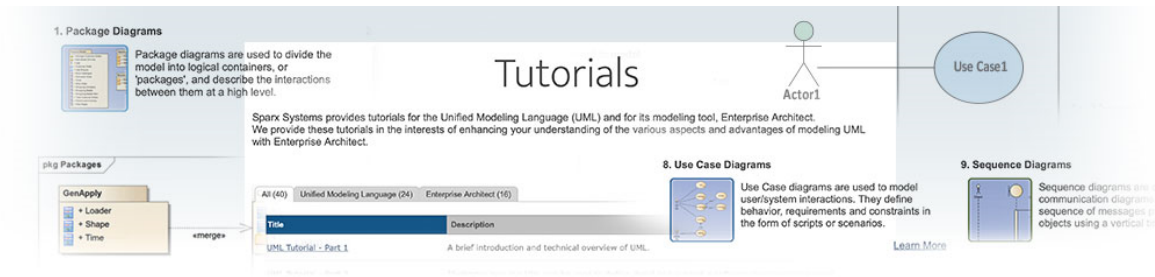 1. Package Diagrams
Package diagrams are used to divide the
model into logical containers, or
'packages', and describe the interactions
between them at a high level.
Tutorials
Actor1
Use Case1
Sparx Systems provides tutorials for the Unified Modeling Language (UML) and for its modeling tool, Enterprise Architect.
We provide these tutorials in the interests of enhancing your understanding of the various aspects and advantages of modeling UML
with Enterprise Architect.
pkg Packages
GenApply
+ Loader
+ Shape
+ Time
«merge»
All (40)
Unified Modeling Language (24)
Enterprise Architect (16)
Title
Description
UML Tutorial - Part 1
A brief introduction and technical overview of UML.
8. Use Case Diagrams
Use Case diagrams are used to model
user/system interactions. They define
behavior, requirements and constraints in
the form of scripts or scenarios.
Learn More
9. Sequence Diagrams
Sequence diagrams are
communication diagrams
sequence of messages
objects using a vertical